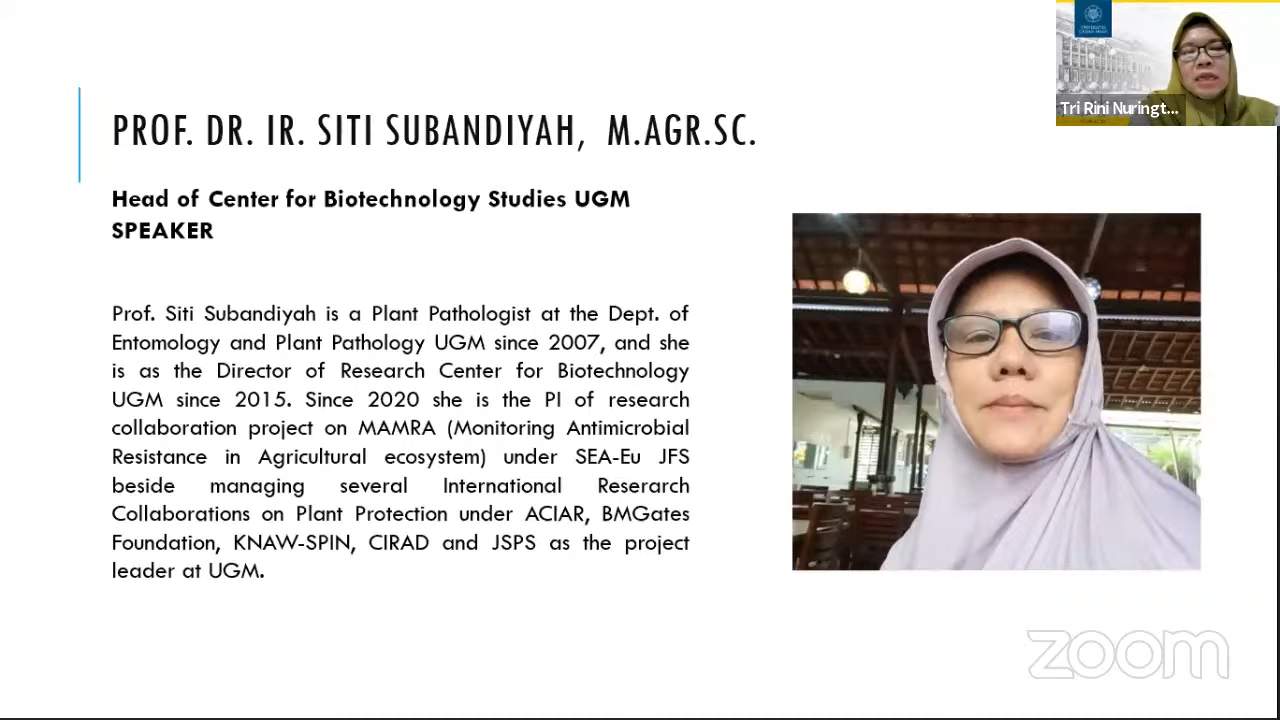 PROF. DR. IR. SITI SUBANDIYAH, M.AGR.SC.
Head of Center for Biotechnology Studies UGM
SPEAKER
Prof. Siti Subandiyah is a Plant Pathologist at the Dept. of
Entomology and Plant Pathology UGM since 2007, and she
is as the Director of Research Center for Biotechnology
UGM since 2015. Since 2020 she is the PI of research
collaboration project on MAMRA (Monitoring Antimicrobial
Resistance in Agricultural ecosystem) under SEA-Eu JFS
beside managing several International Reserarch
Collaborations on Plant Protection under ACIAR, BMGates
Foundation, KNAW-SPIN, CIRAD and JSPS as the project
leader at UGM.
UNIVERSITAS
GADJAH MADA
Tri Rini Nuringt...
zoom